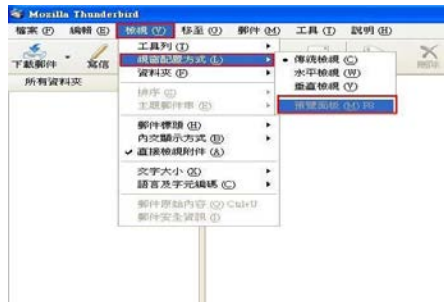 Mozilla Thunderbird
檔案 (F) 編輯 (E) 檢視 (V) 移至 (G) 郵件 (M) 工具 (T) 說明 (H)
下載郵件 寫信 刪除
所有資料夾
工具列 (T)
視窗配置方式 (L)
資料夾 (F)
排序 (S)
主題郵件串 (E)
郵件標頭 (H)
內文顯示方式 (B)
直接檢視附件 (A)
文字大小 (Z)
語言及字元編碼 (C)
郵件原始內容 (O) Ctrl+U
郵件安全資訊 (I)
傳統檢視 (C)
水平檢視 (W)
垂直檢視 (V)
預覽面板 (M) F8